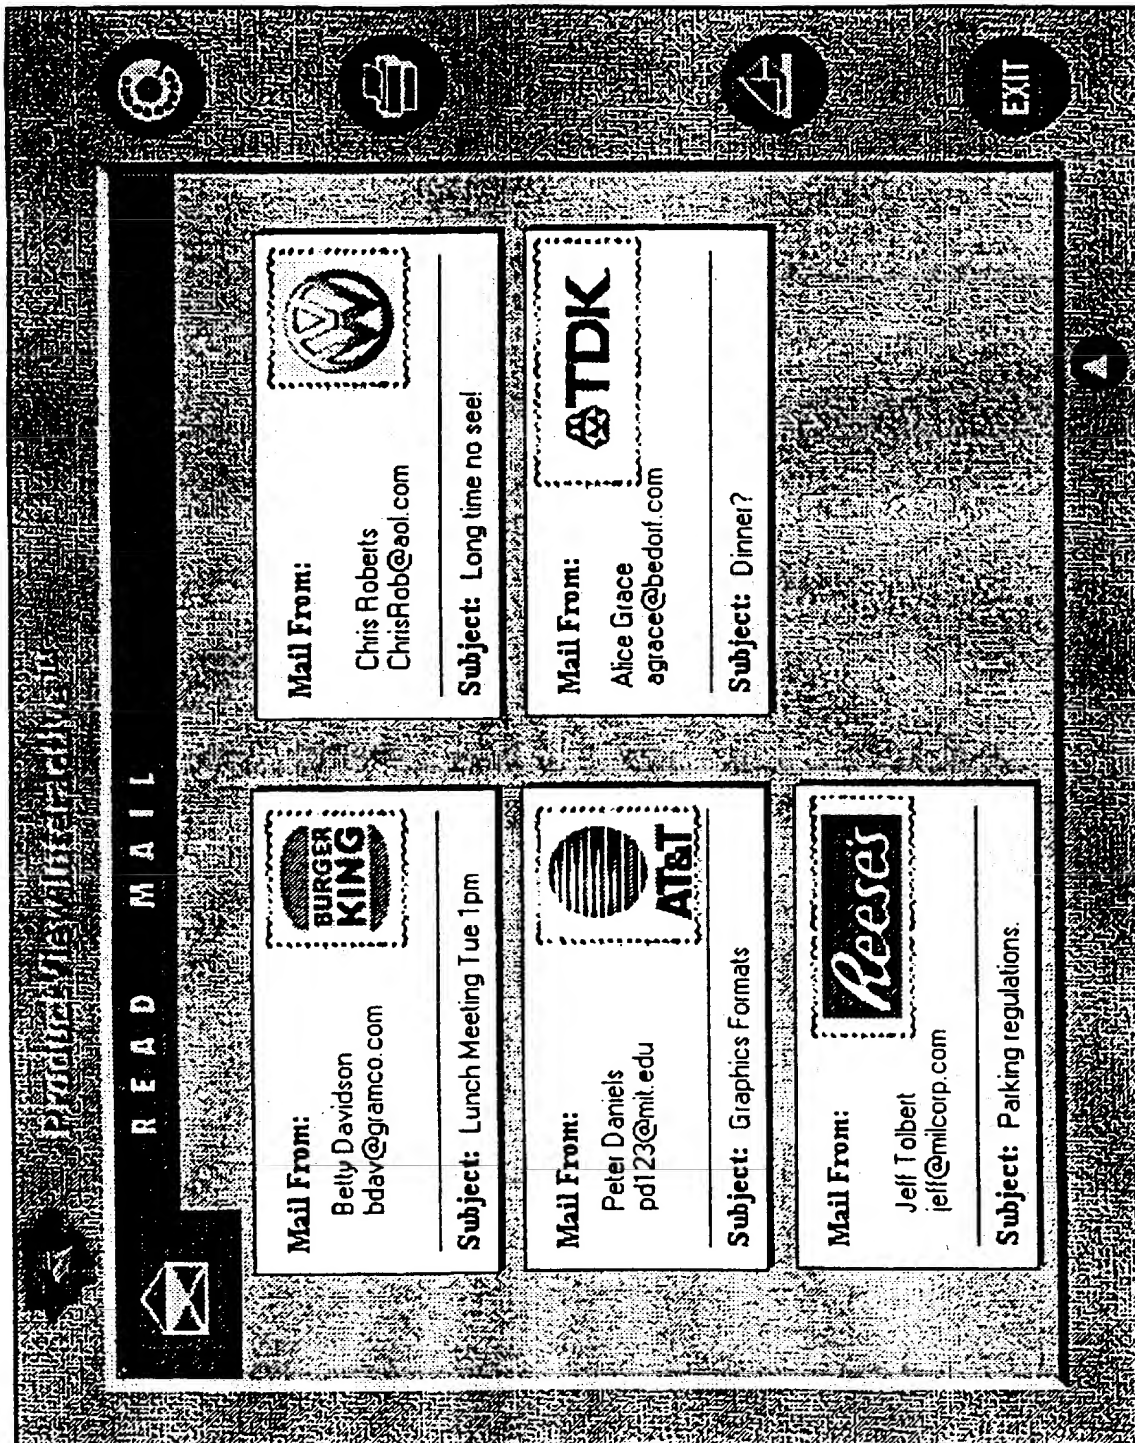 ProductView Interactive
READ MAIL
Mail From:
Betty Davidson
bdav@gramco.com
Subject: Lunch Meeting Tue 1pm
BURGER
KING
Mail From:
Chris Roberts
ChrisRob@aol.com
Subject: Long time no see!
Mail From:
Peter Daniels
pd123@mit.edu
Subject: Graphics Formats
AT&T
Mail From:
Alice Grace
agrace@bedorf.com
Subject: Dinner?
TDK
Mail From:
Jeff Tolbert
jeff@milcorp.com
Subject: Parking regulations.
Reese's
EXIT